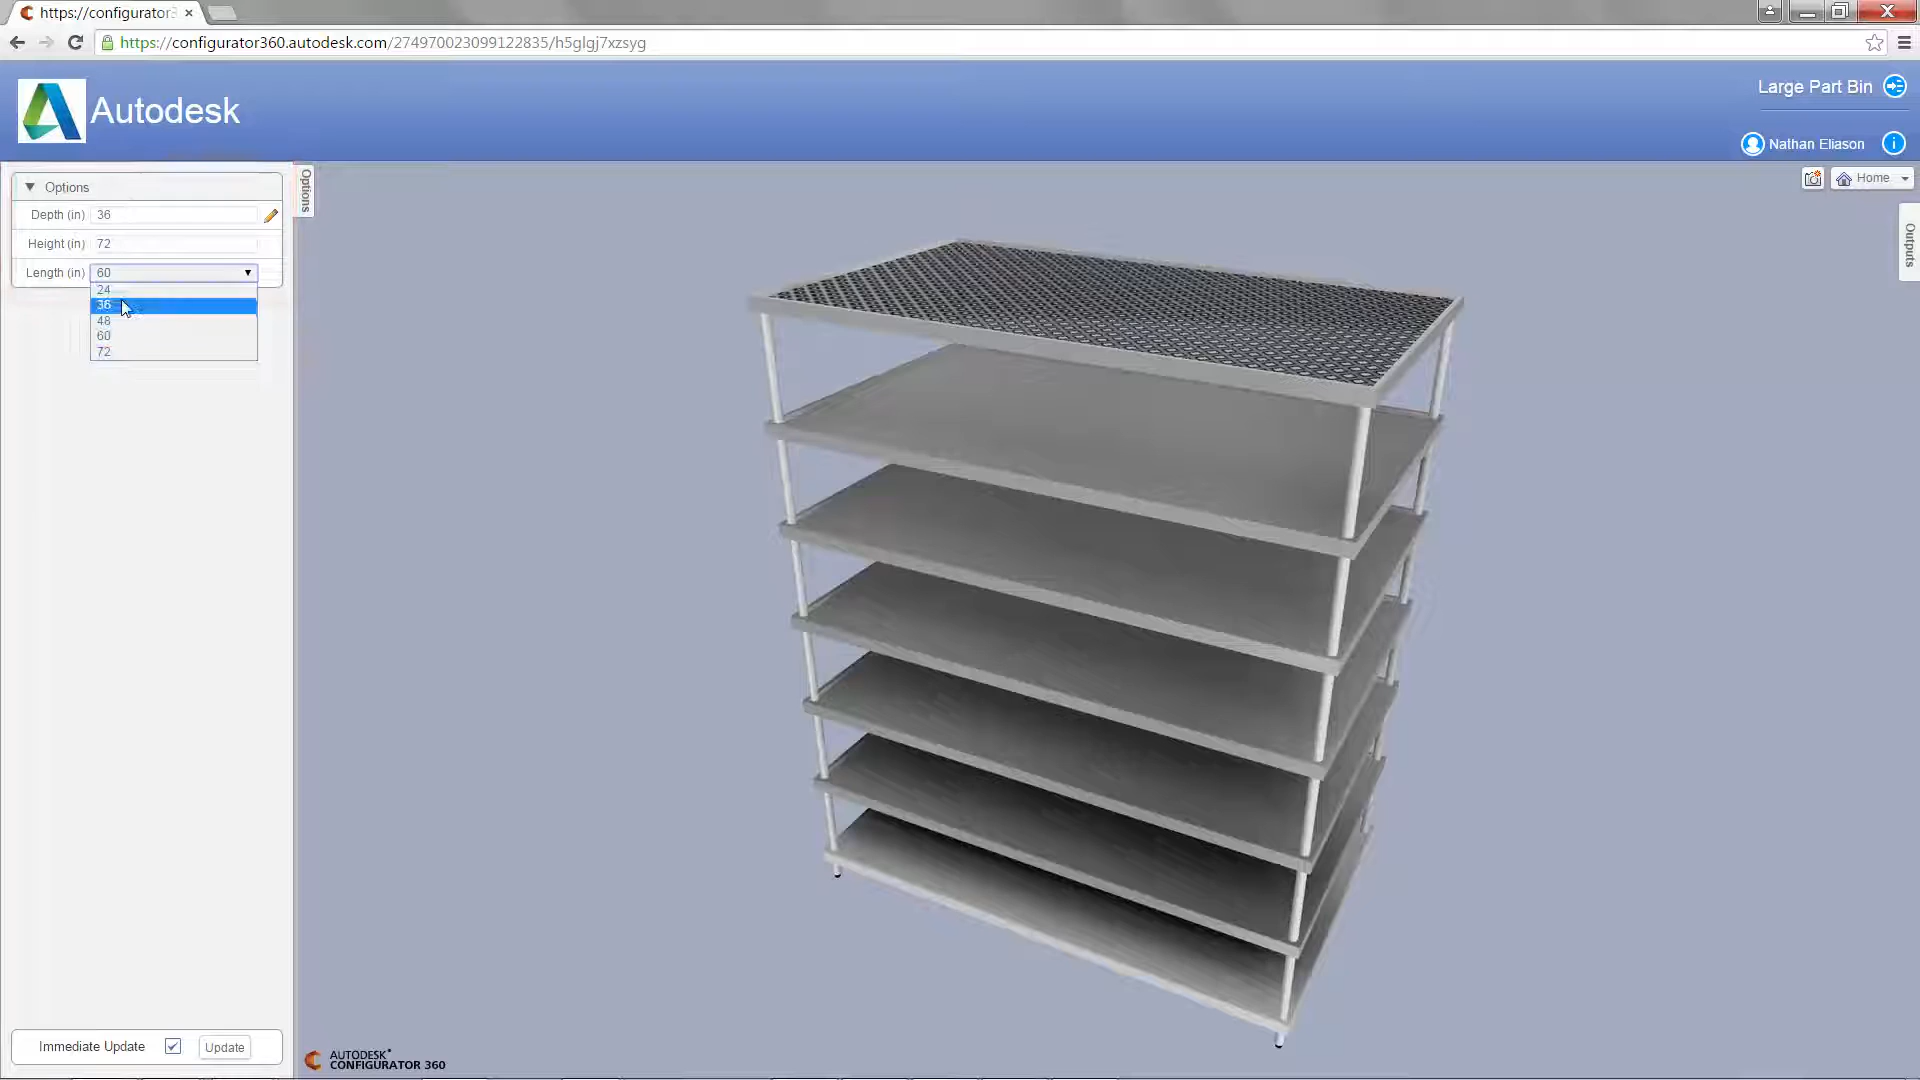 https://configurator3
https://configurator360.autodesk.com/274970023099122835/h5glgj7xzsyg
Autodesk
Large Part Bin
Nathan Eliason
Options
Depth (in) 36
Height (in) 72
Length (in) 60
24
36
48
60
72
Options
Home
Outputs
Immediate Update
Update
AUTODESK®
CONFIGURATOR 360